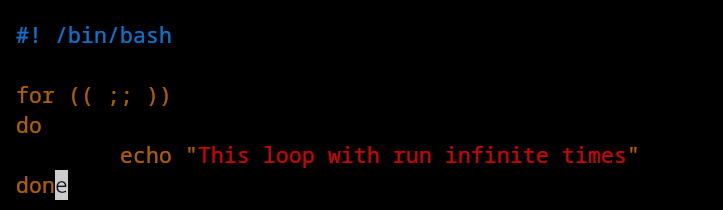 #! /bin/bash
for (( ;; ))
do
echo "This loop with run infinite times"
done